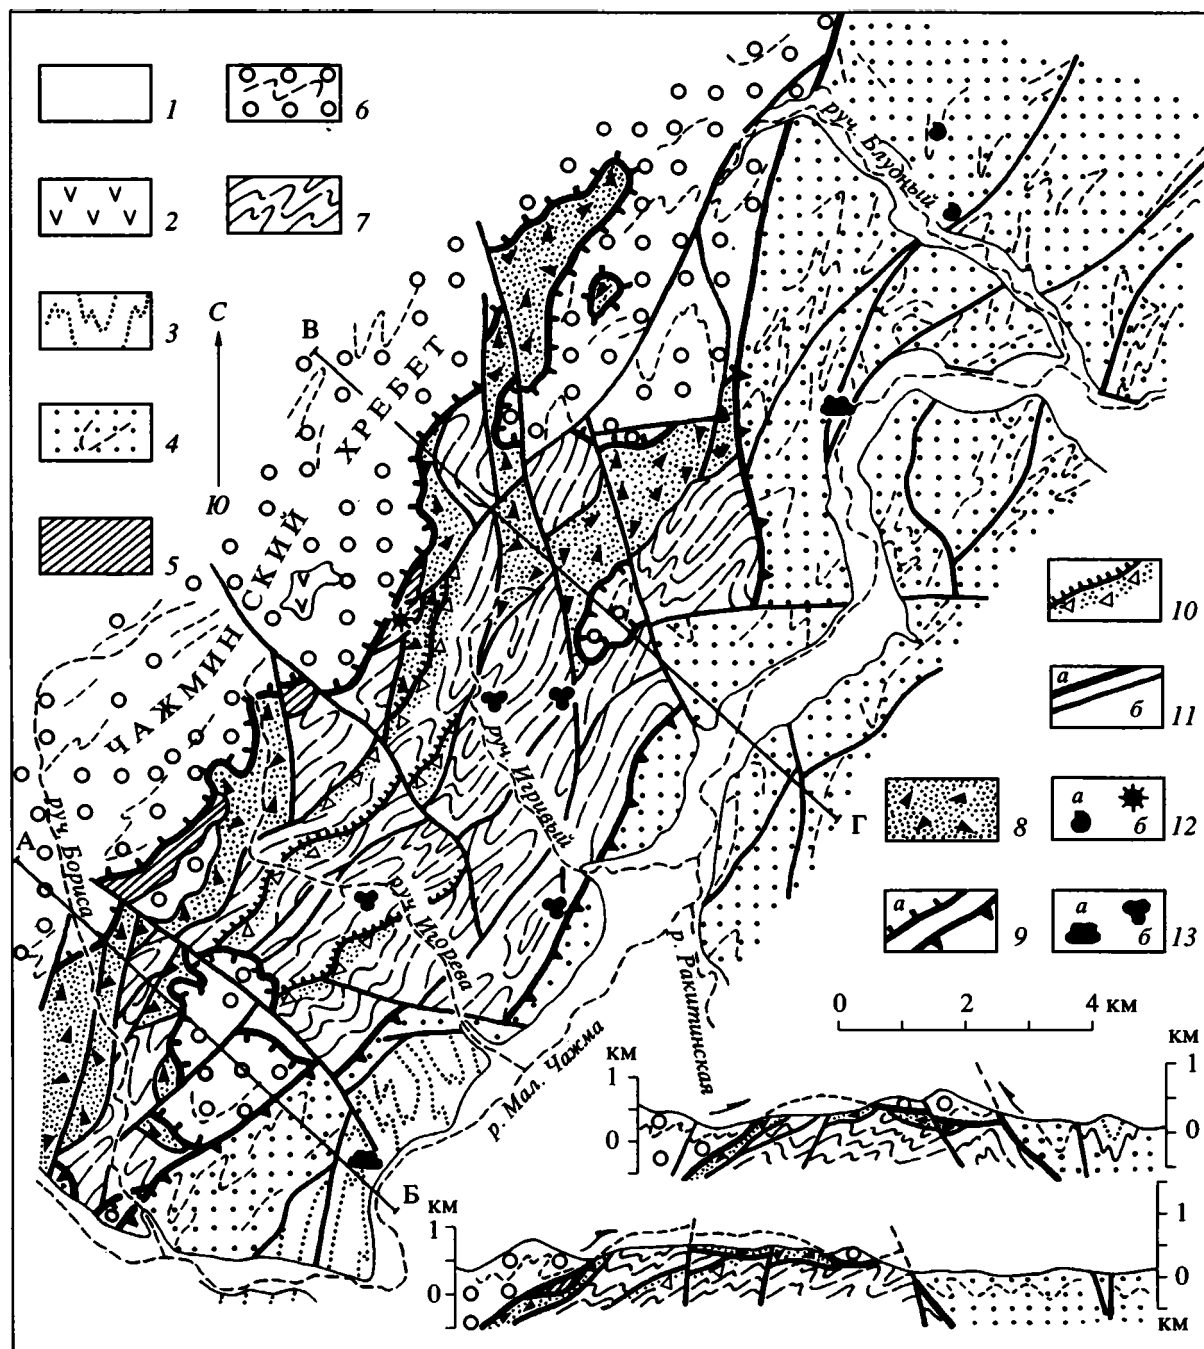 1
6
2
7
3
С
Ю
4
5
В
ЧАЖМИНСКИЙ ХРЕБЕТ
руч. Блудный
руч. Игривый
руч. Бориса
руч. Игорева
р. Мал. Чажма
р. Ракитинская
А
Б
Г
10
а
б
11
8
а
б
12
а
9
а
б
13
0 2 4 км
км
1
0
1
0
км
1
0
1
0
км